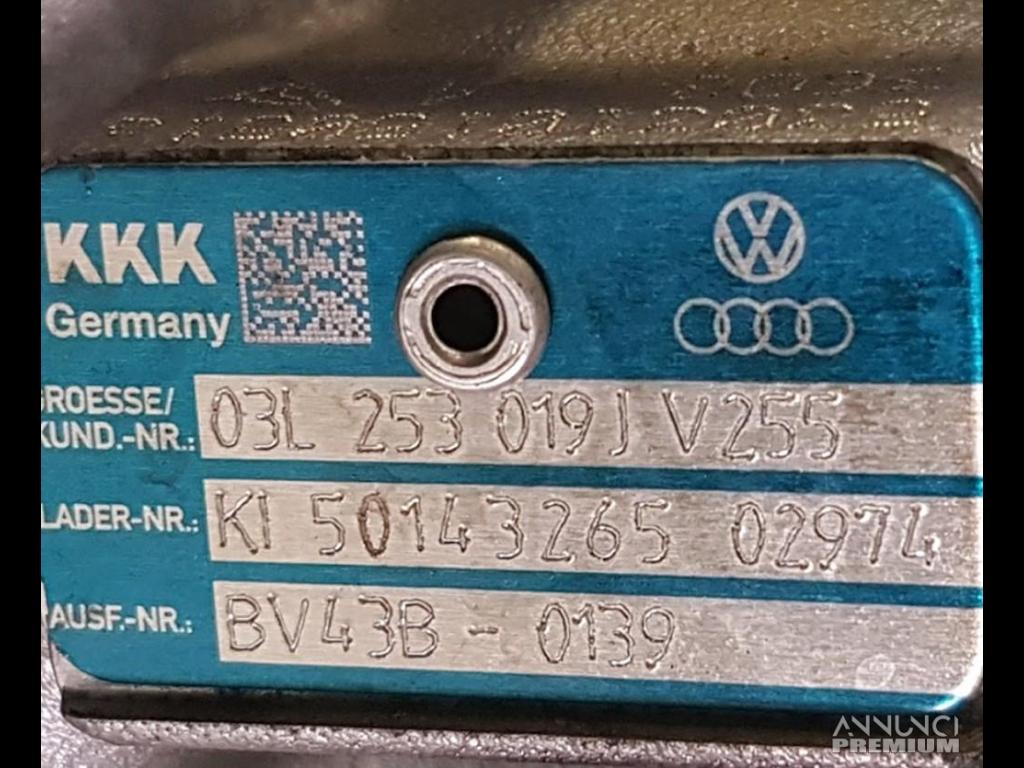 KKK
Germany
GROESSE/
KUND.-NR.: 03L 253 019J V255
LADER-NR.: KI 50143265 02974
AUSF.-NR.: BV43B - 0139
ANNUNCI
PREMIUM